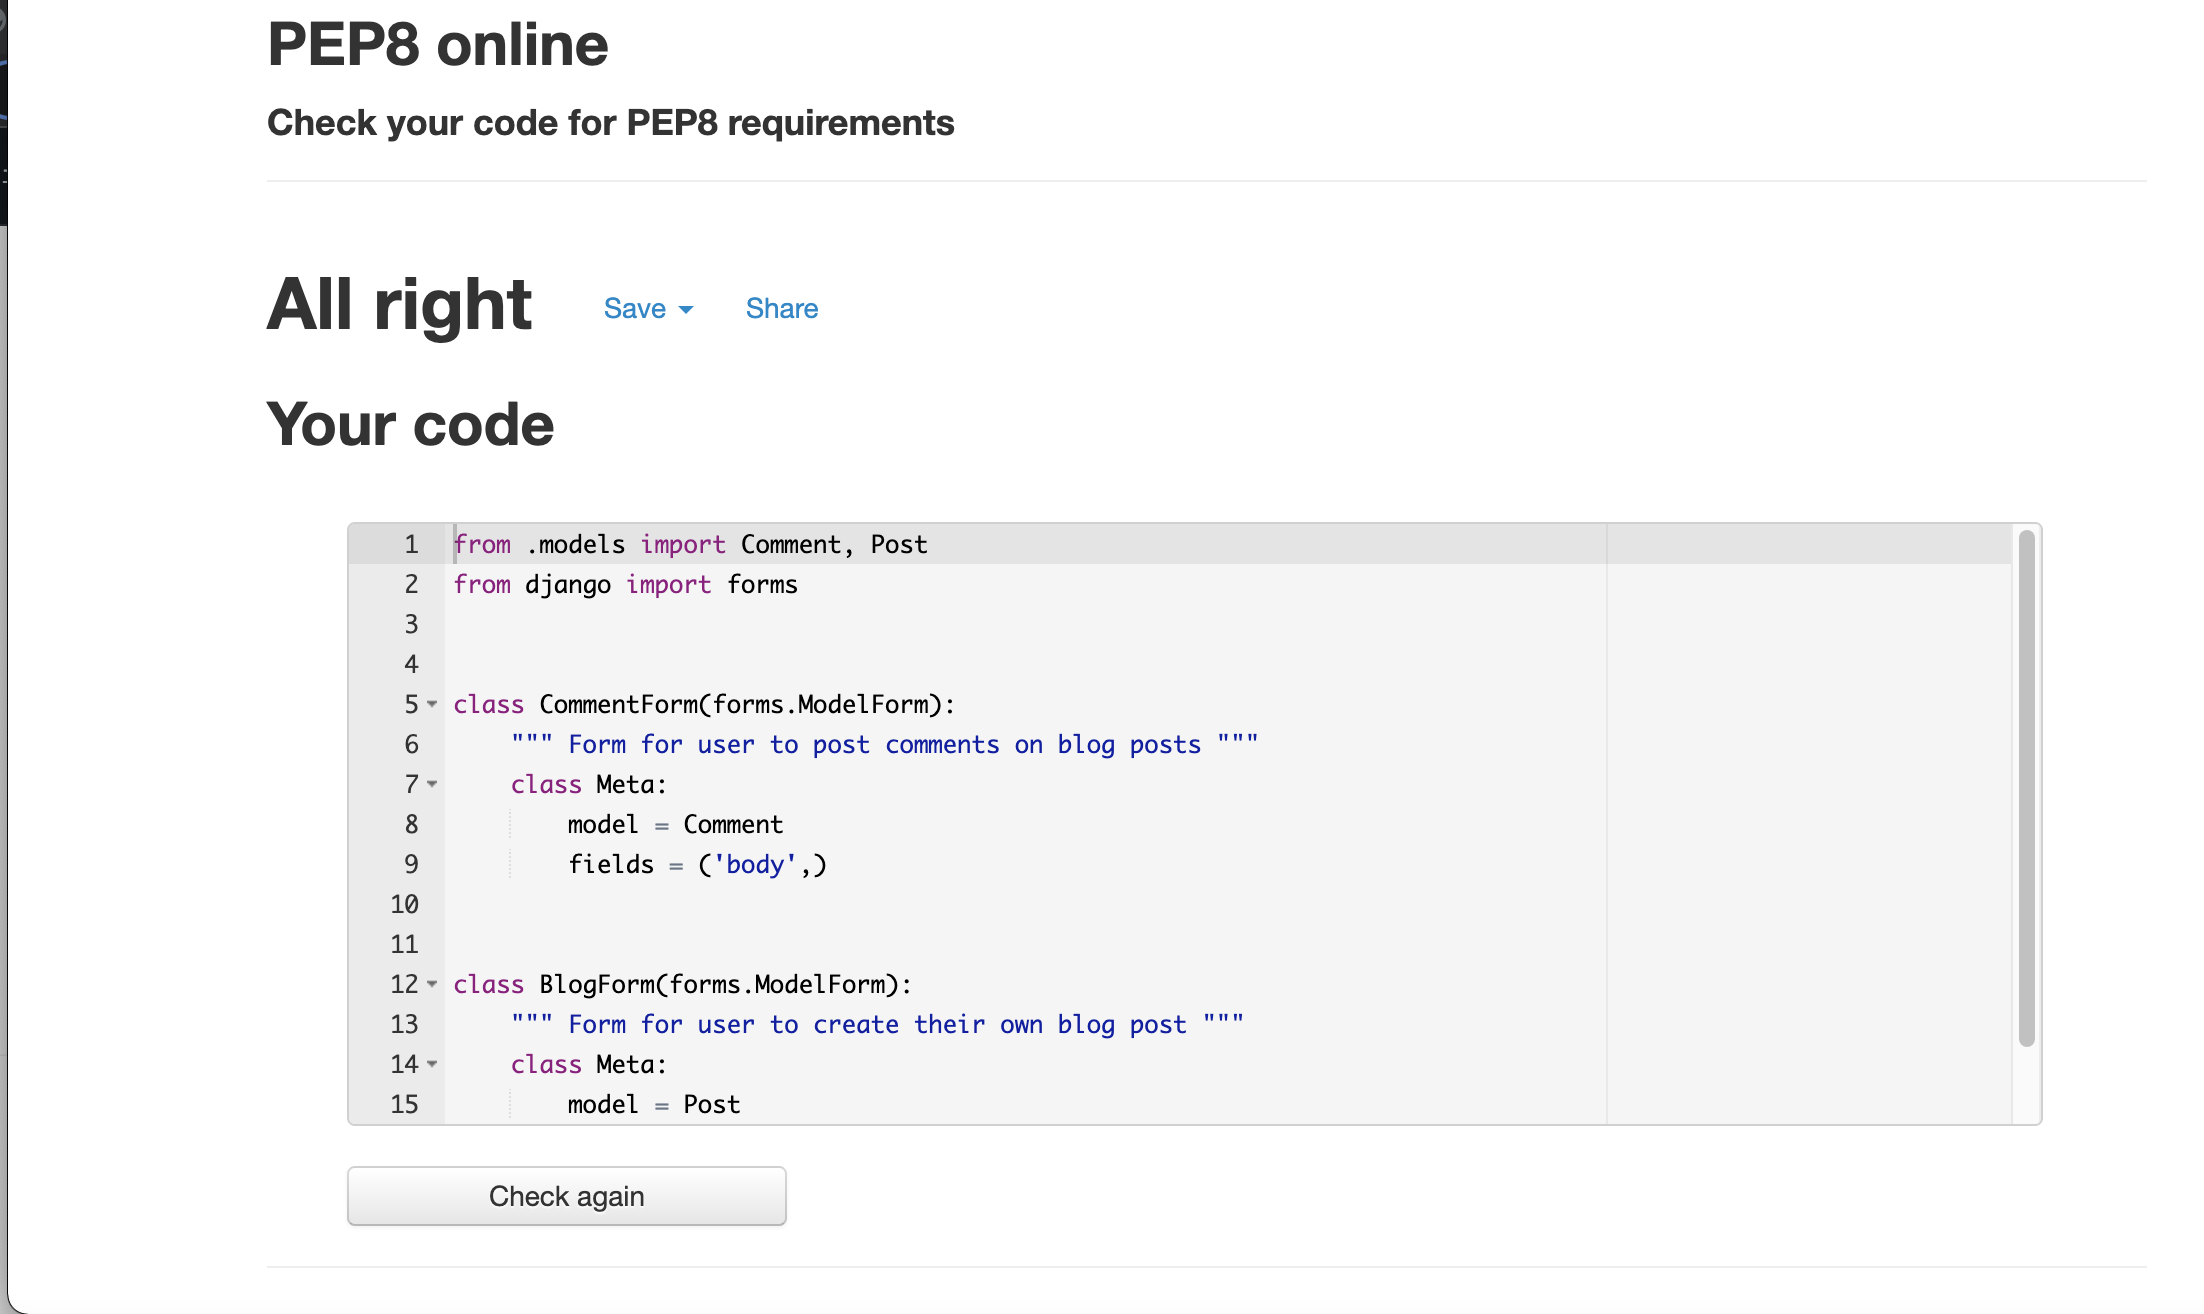 PEP8 online
Check your code for PEP8 requirements
All right Save Share
Your code
1 from .models import Comment, Post
2 from django import forms
3
4
5 class CommentForm(forms.ModelForm):
6     """ Form for user to post comments on blog posts """
7     class Meta:
8         model = Comment
9         fields = ('body',)
10
11
12 class BlogForm(forms.ModelForm):
13     """ Form for user to create their own blog post """
14     class Meta:
15         model = Post
Check again